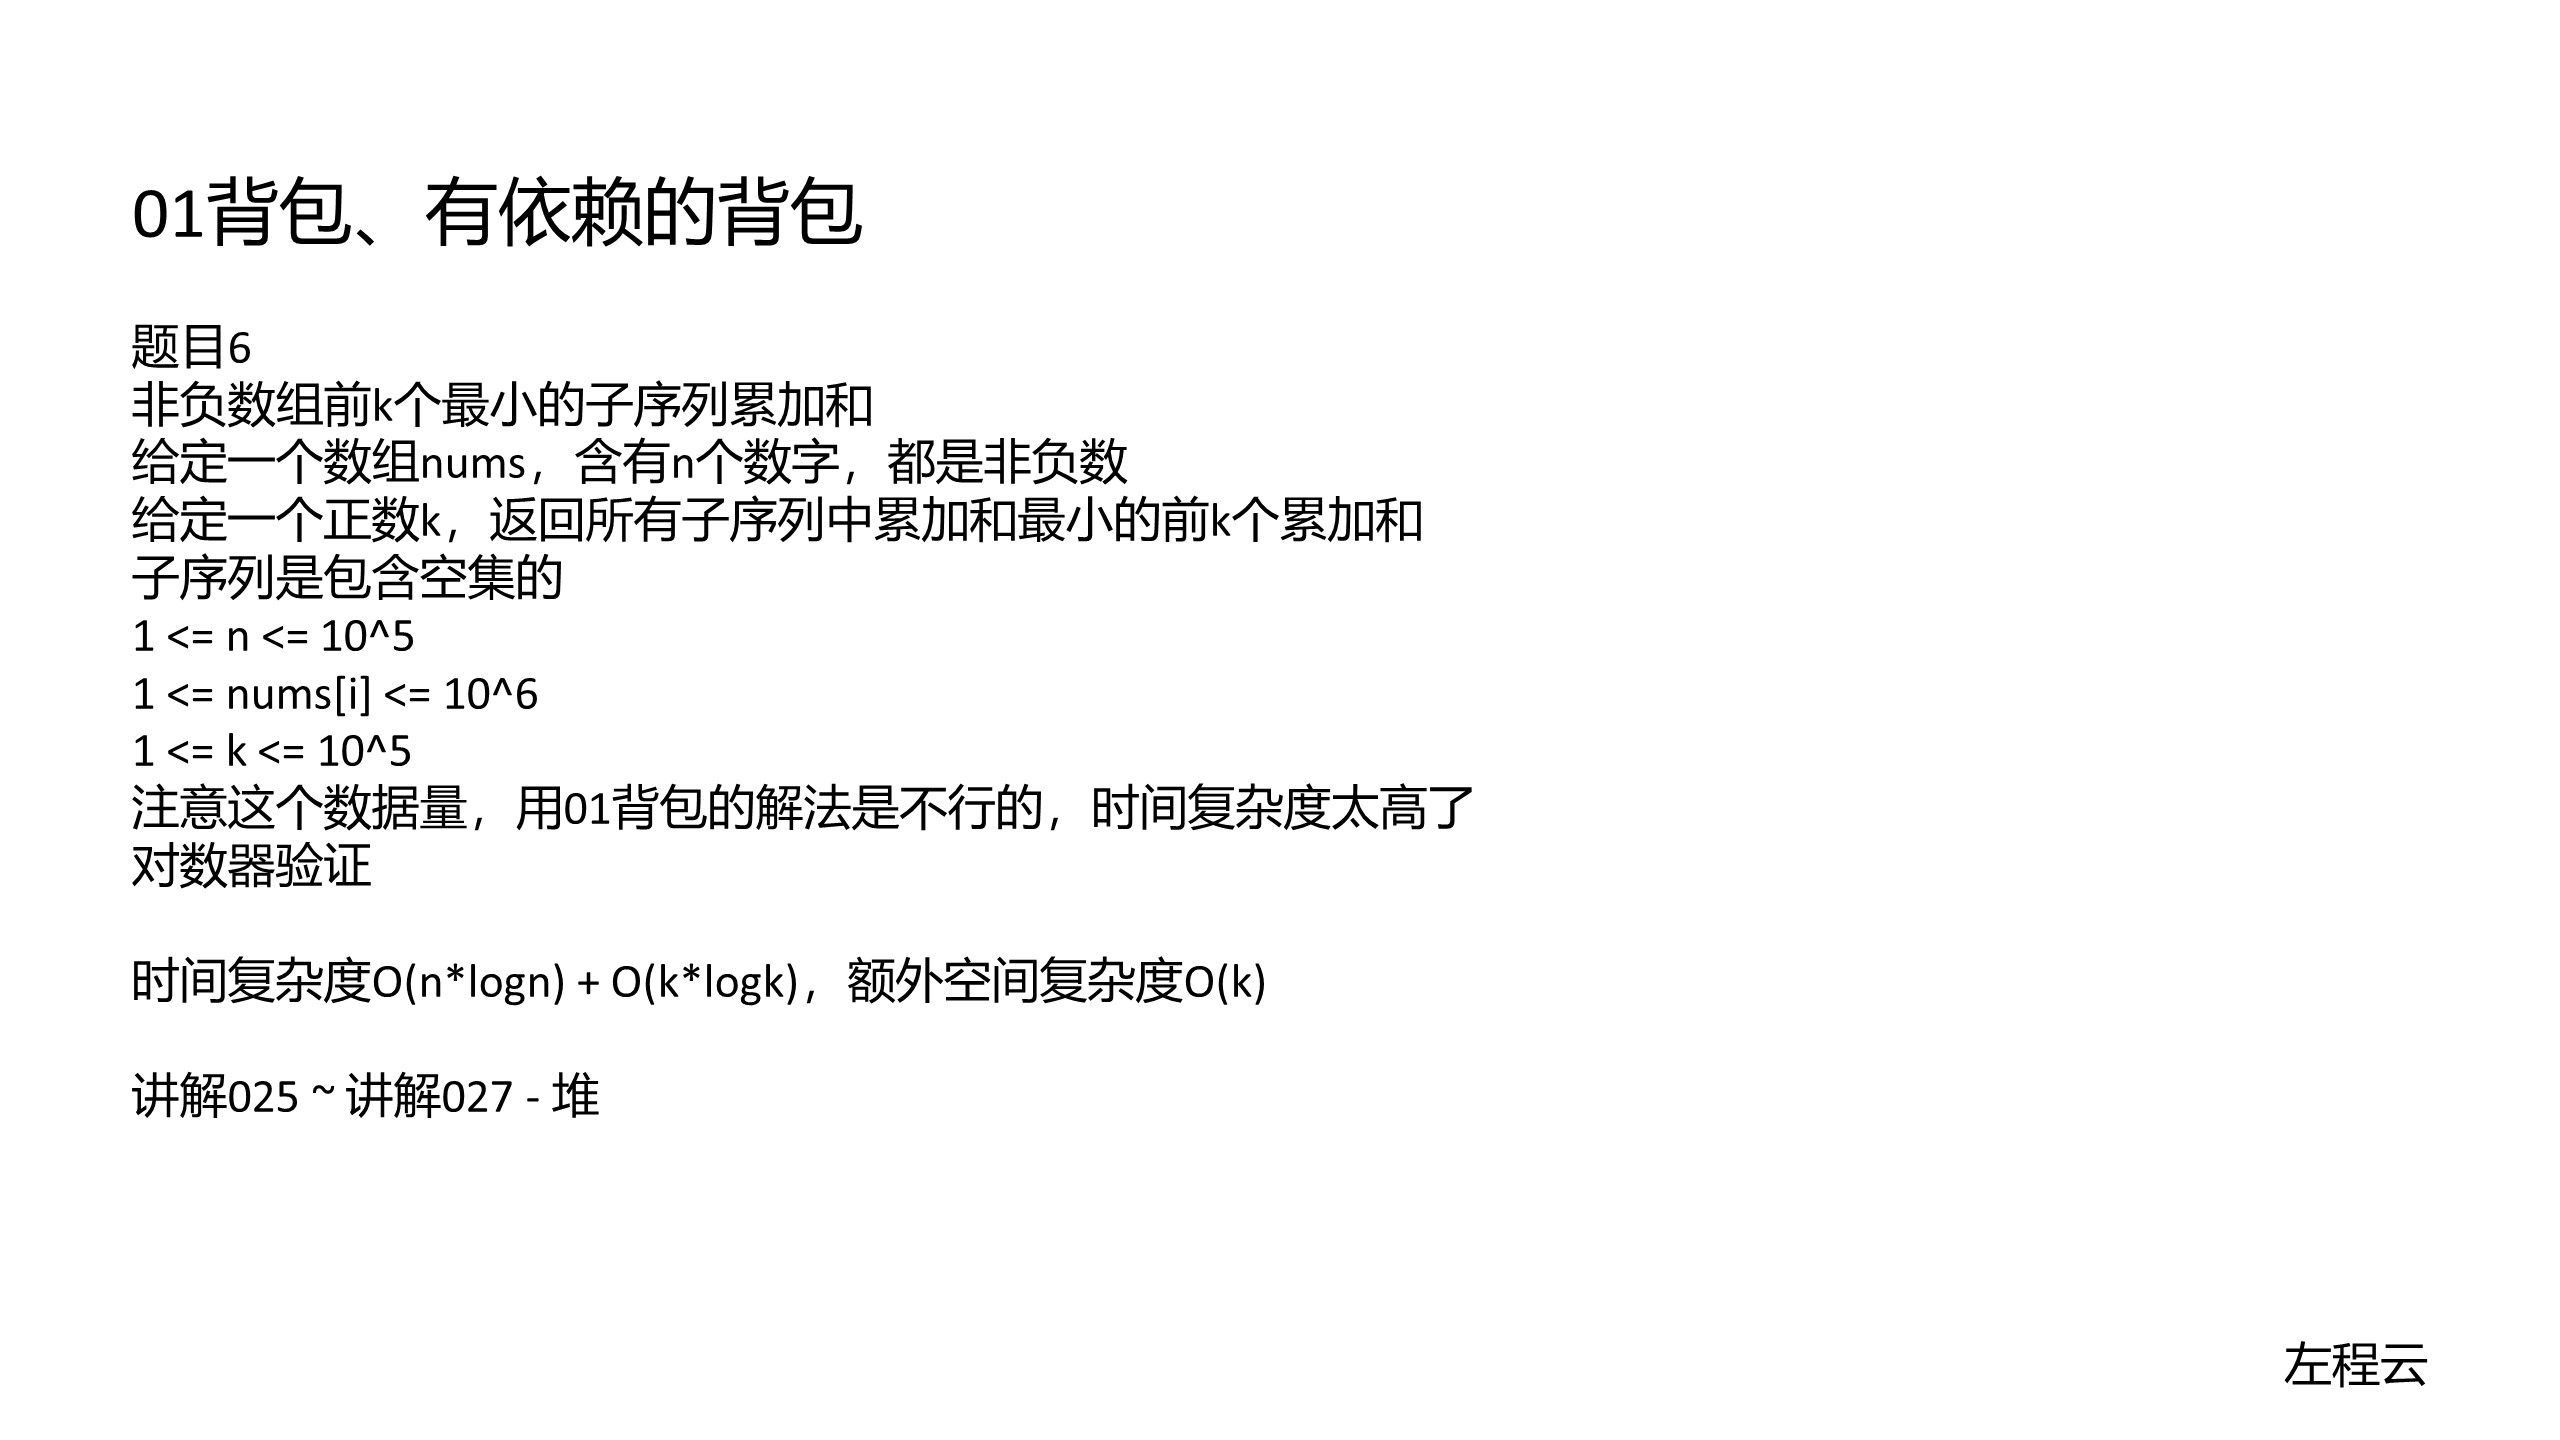 01背包、有依赖的背包
题目6
非负数组前k个最小的子序列累加和
给定一个数组nums，含有n个数字，都是非负数
给定一个正数k，返回所有子序列中累加和最小的前k个累加和
子序列是包含空集的
1 <= n <= 10^5
1 <= nums[i] <= 10^6
1 <= k <= 10^5
注意这个数据量，用01背包的解法是不行的，时间复杂度太高了
对数器验证
时间复杂度O(n*logn) + O(k*logk)，额外空间复杂度O(k)
讲解025 ~ 讲解027 - 堆
左程云